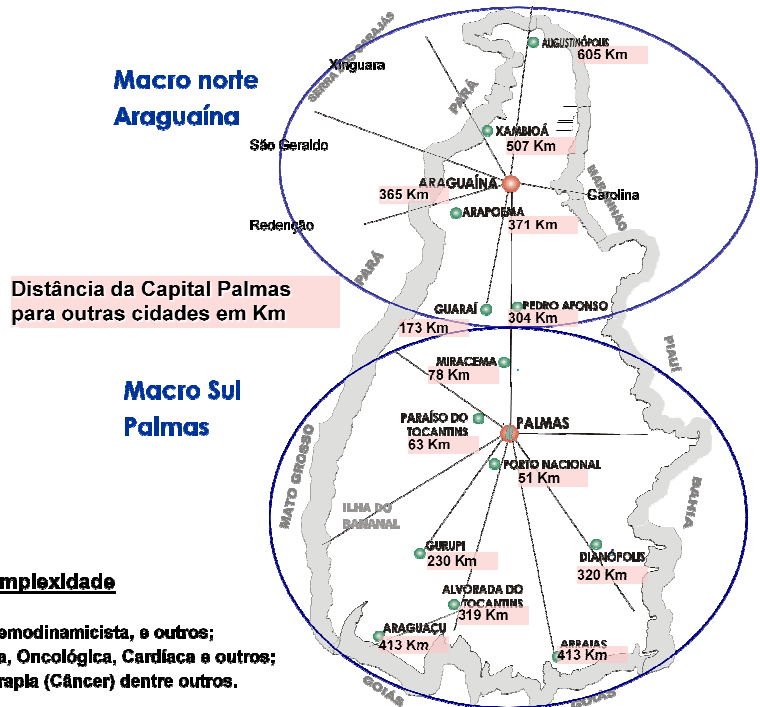 AUGUSTINÓPOLIS
605 Km
Macro norte
Araguaína
SERRA DOS CARAJÁS
Xinguara
PARÁ
XAMBIOÁ
507 Km
São Geraldo
ARAGUAÍNA
365 Km
MARANHÃO
Carolina
ARAPOEMA
371 Km
Redenção
PARÁ
Distância da Capital Palmas
para outras cidades em Km
GUARAÍ
173 Km
PEDRO AFONSO
304 Km
PIAUÍ
MIRACEMA
78 Km
Macro Sul
Palmas
PARAÍSO DO
TOCANTINS
63 Km
PALMAS
PORTO NACIONAL
51 Km
MATO GROSSO
ILHA DO
BANANAL
BAHIA
GURUPI
230 Km
DIANÓPOLIS
320 Km
mplexidade
ALVORADA DO
TOCANTINS
319 Km
emodinamicista, e outros;
ARAGUAÇU
413 Km
a, Oncológica, Cardíaca e outros;
ARRAIAS
413 Km
rapia (Câncer) dentre outros.
GOIÁS
GOIÁS